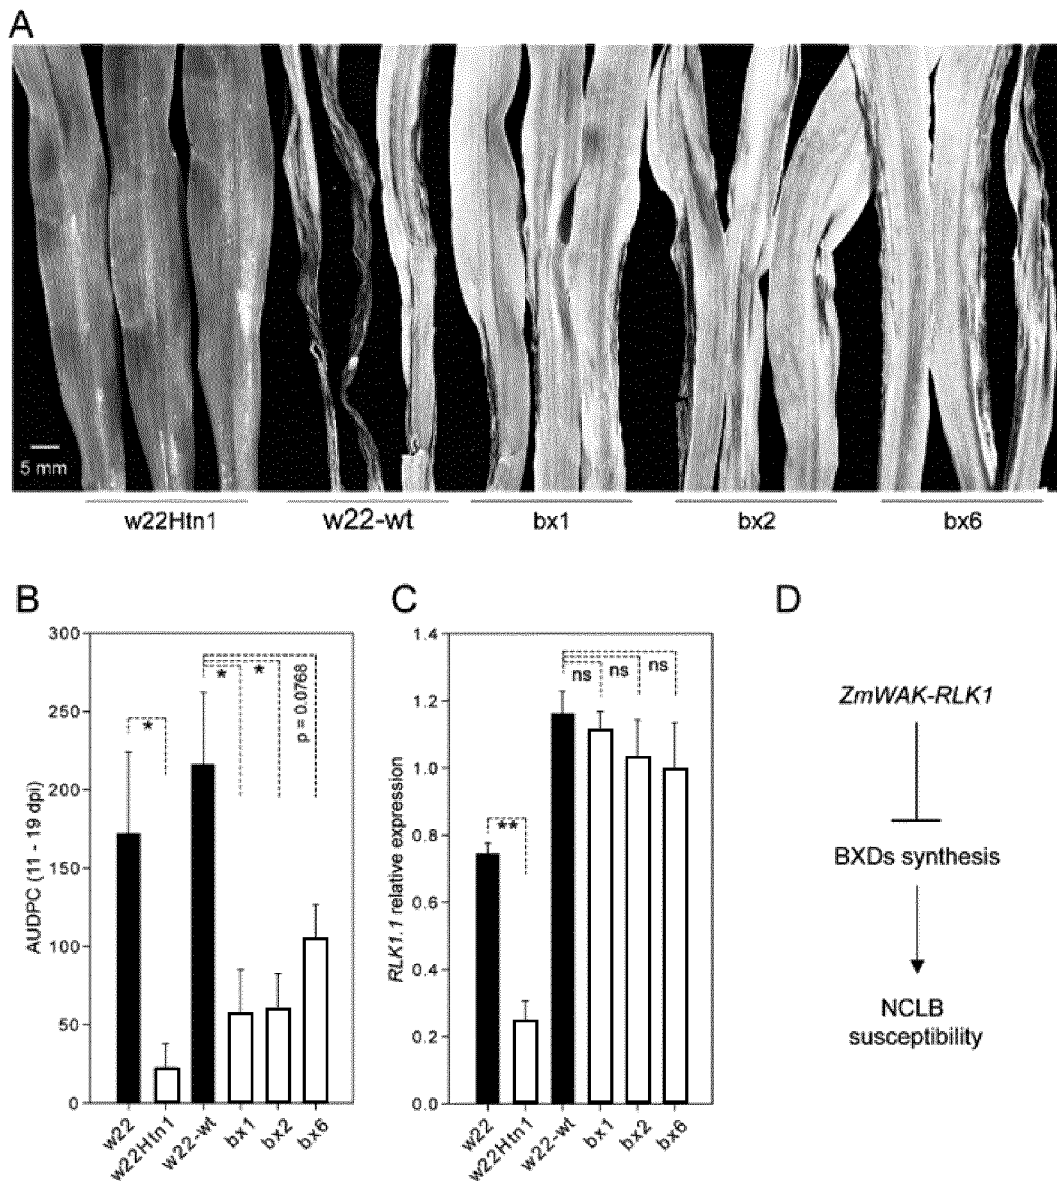 A
5 mm
w22Htn1
w22-wt
bx1
bx2
bx6
B
300
250
200
150
100
50
0
AUDPC (11 - 19 dpi)
*
*
*
p = 0.0768
w22
w22Htn1
w22-wt
bx1
bx2
bx6
C
1.4
1.2
1.0
0.8
0.6
0.4
0.2
0.0
RLK1.1 relative expression
**
ns
ns
ns
w22
w22Htn1
w22-wt
bx1
bx2
bx6
D
ZmWAK-RLK1
BXDs synthesis
NCLB
susceptibility